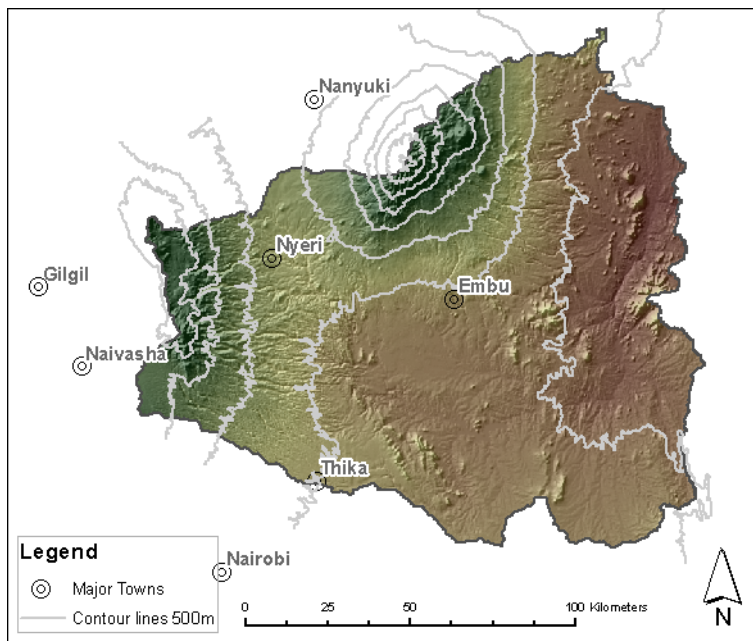 Nanyuki
Nyeri
Gilgil
Embu
Naivasha
Thika
Legend
Major Towns
Contour lines 500m
Nairobi
0 25 50 100 Kilometers
N